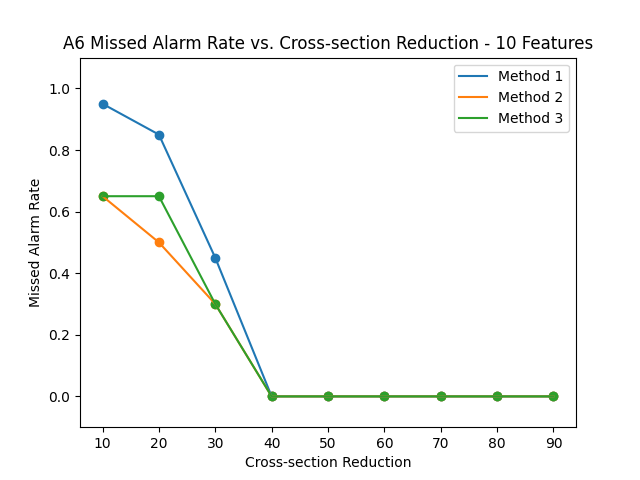 A6 Missed Alarm Rate vs. Cross-section Reduction - 10 Features
Method 1
Method 2
Method 3
1.0
0.8
0.6
0.4
0.2
0.0
Missed Alarm Rate
10 20 30 40 50 60 70 80 90
Cross-section Reduction